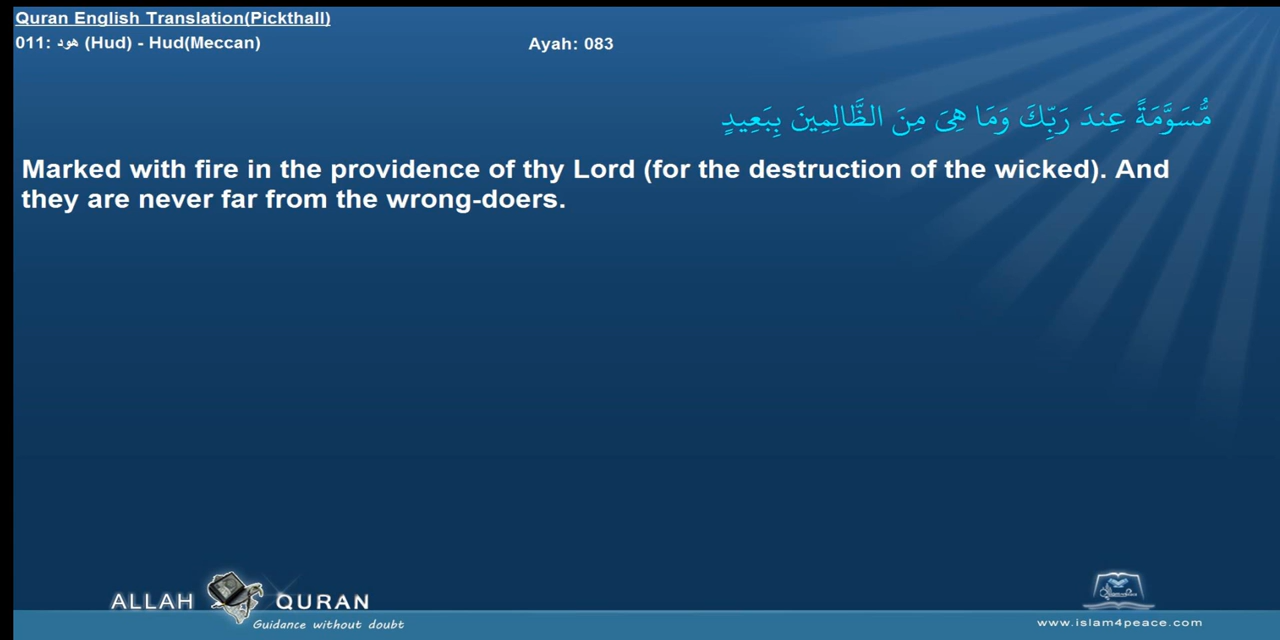 Quran English Translation(Pickthall)
011: هود (Hud) - Hud(Meccan) Ayah: 083
مُّسَوَّمَةً عِندَ رَبِّكَ وَمَا هِىَ مِنَ الظَّالِمِينَ بِبَعِيدٍ
Marked with fire in the providence of thy Lord (for the destruction of the wicked). And
they are never far from the wrong-doers.
ALLAH QURAN
Guidance without doubt
www.islam4peace.com